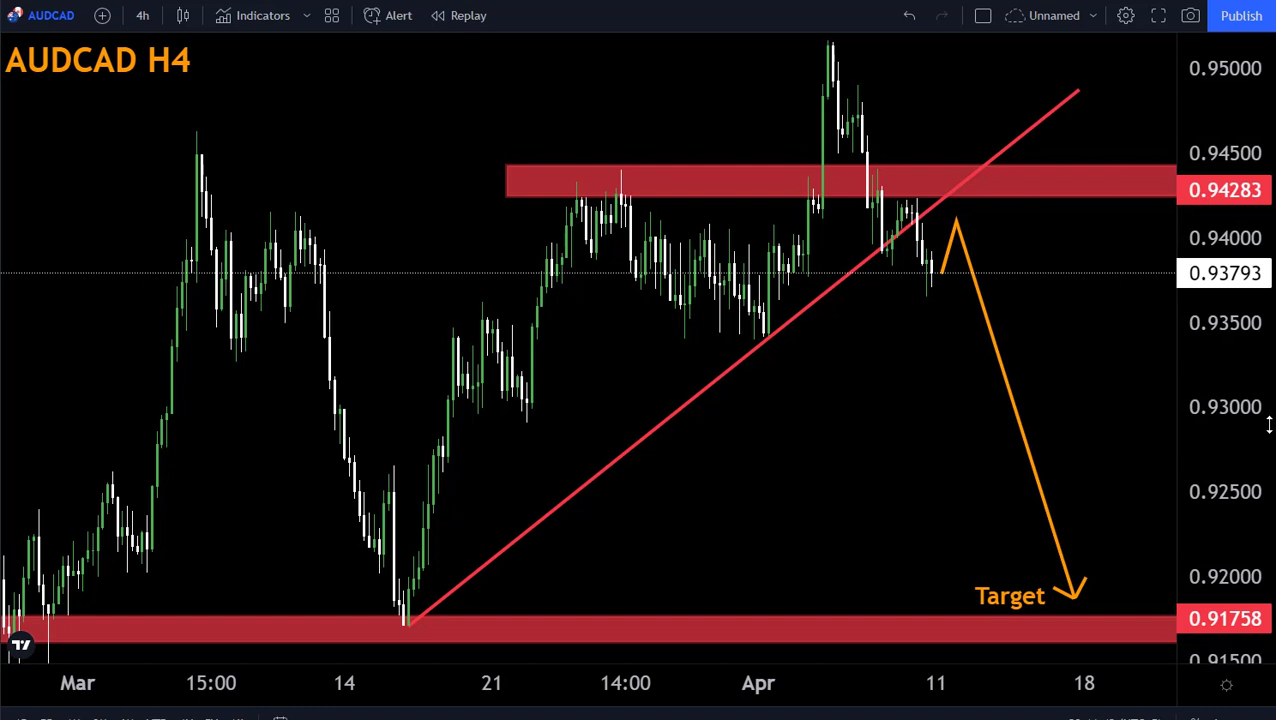 AUDCAD 4h Indicators Alert Replay Unnamed Publish
AUDCAD H4
0.95000
0.94500
0.94283
0.94000
0.93793
0.93500
0.93000
0.92500
0.92000
Target
0.91758
0.91500
Mar 15:00 14 21 14:00 Apr 11 18